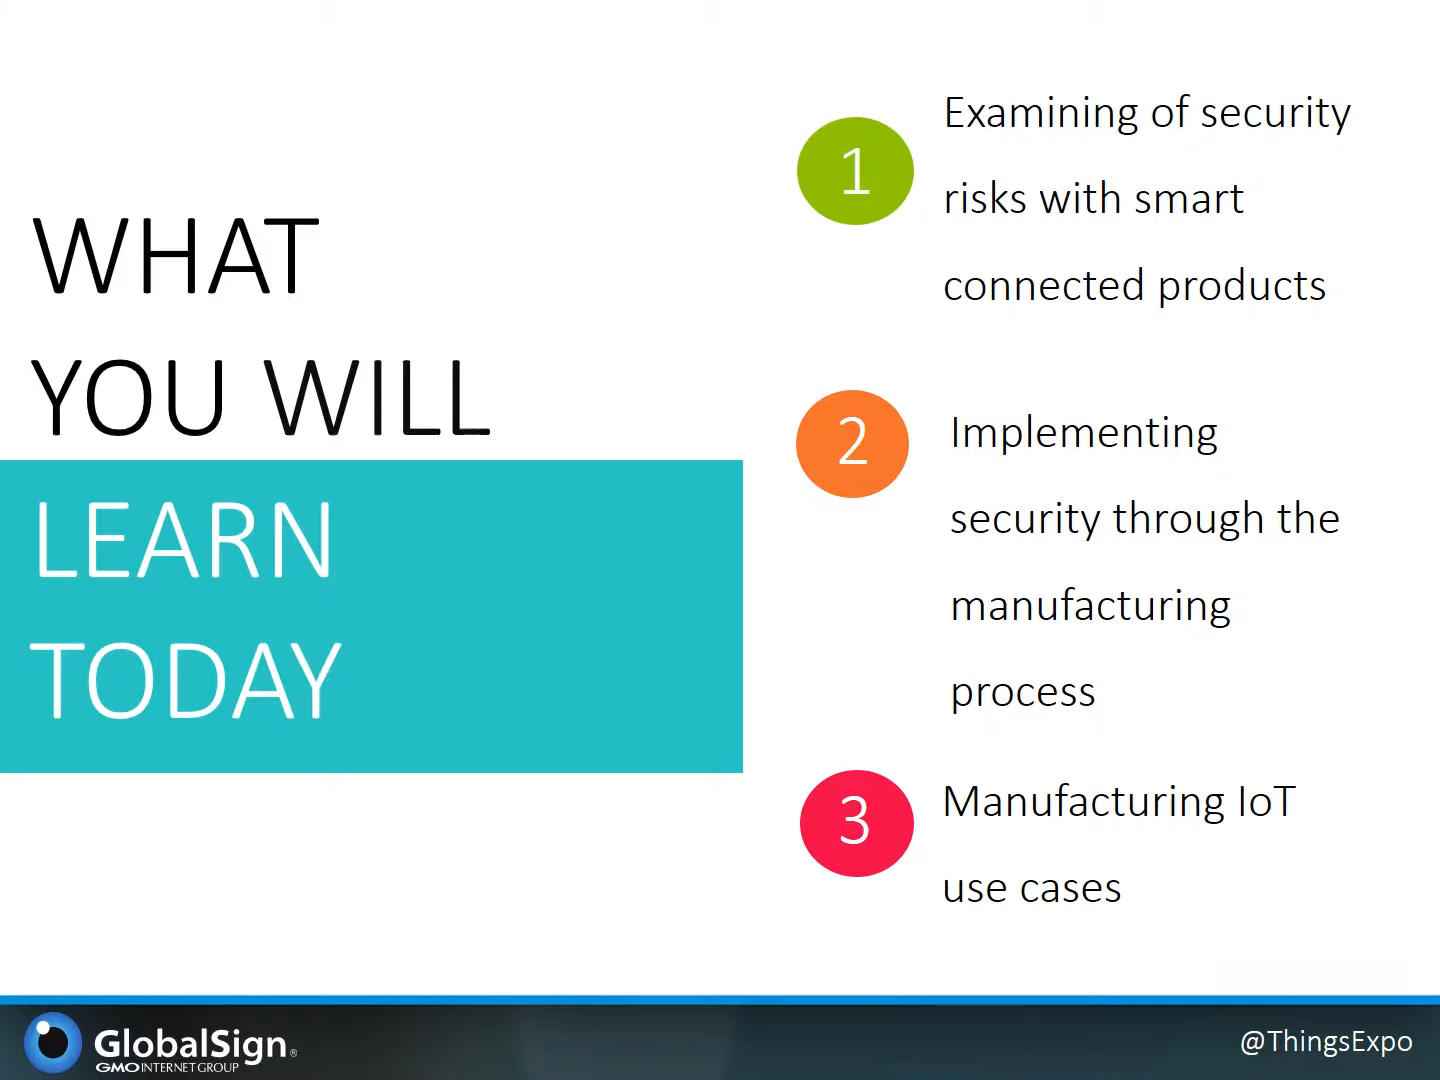 WHAT
YOU WILL
LEARN
TODAY
1
Examining of security
risks with smart
connected products
2
Implementing
security through the
manufacturing
process
3
Manufacturing IoT
use cases
GlobalSign®
GMO INTERNET GROUP
@ThingsExpo